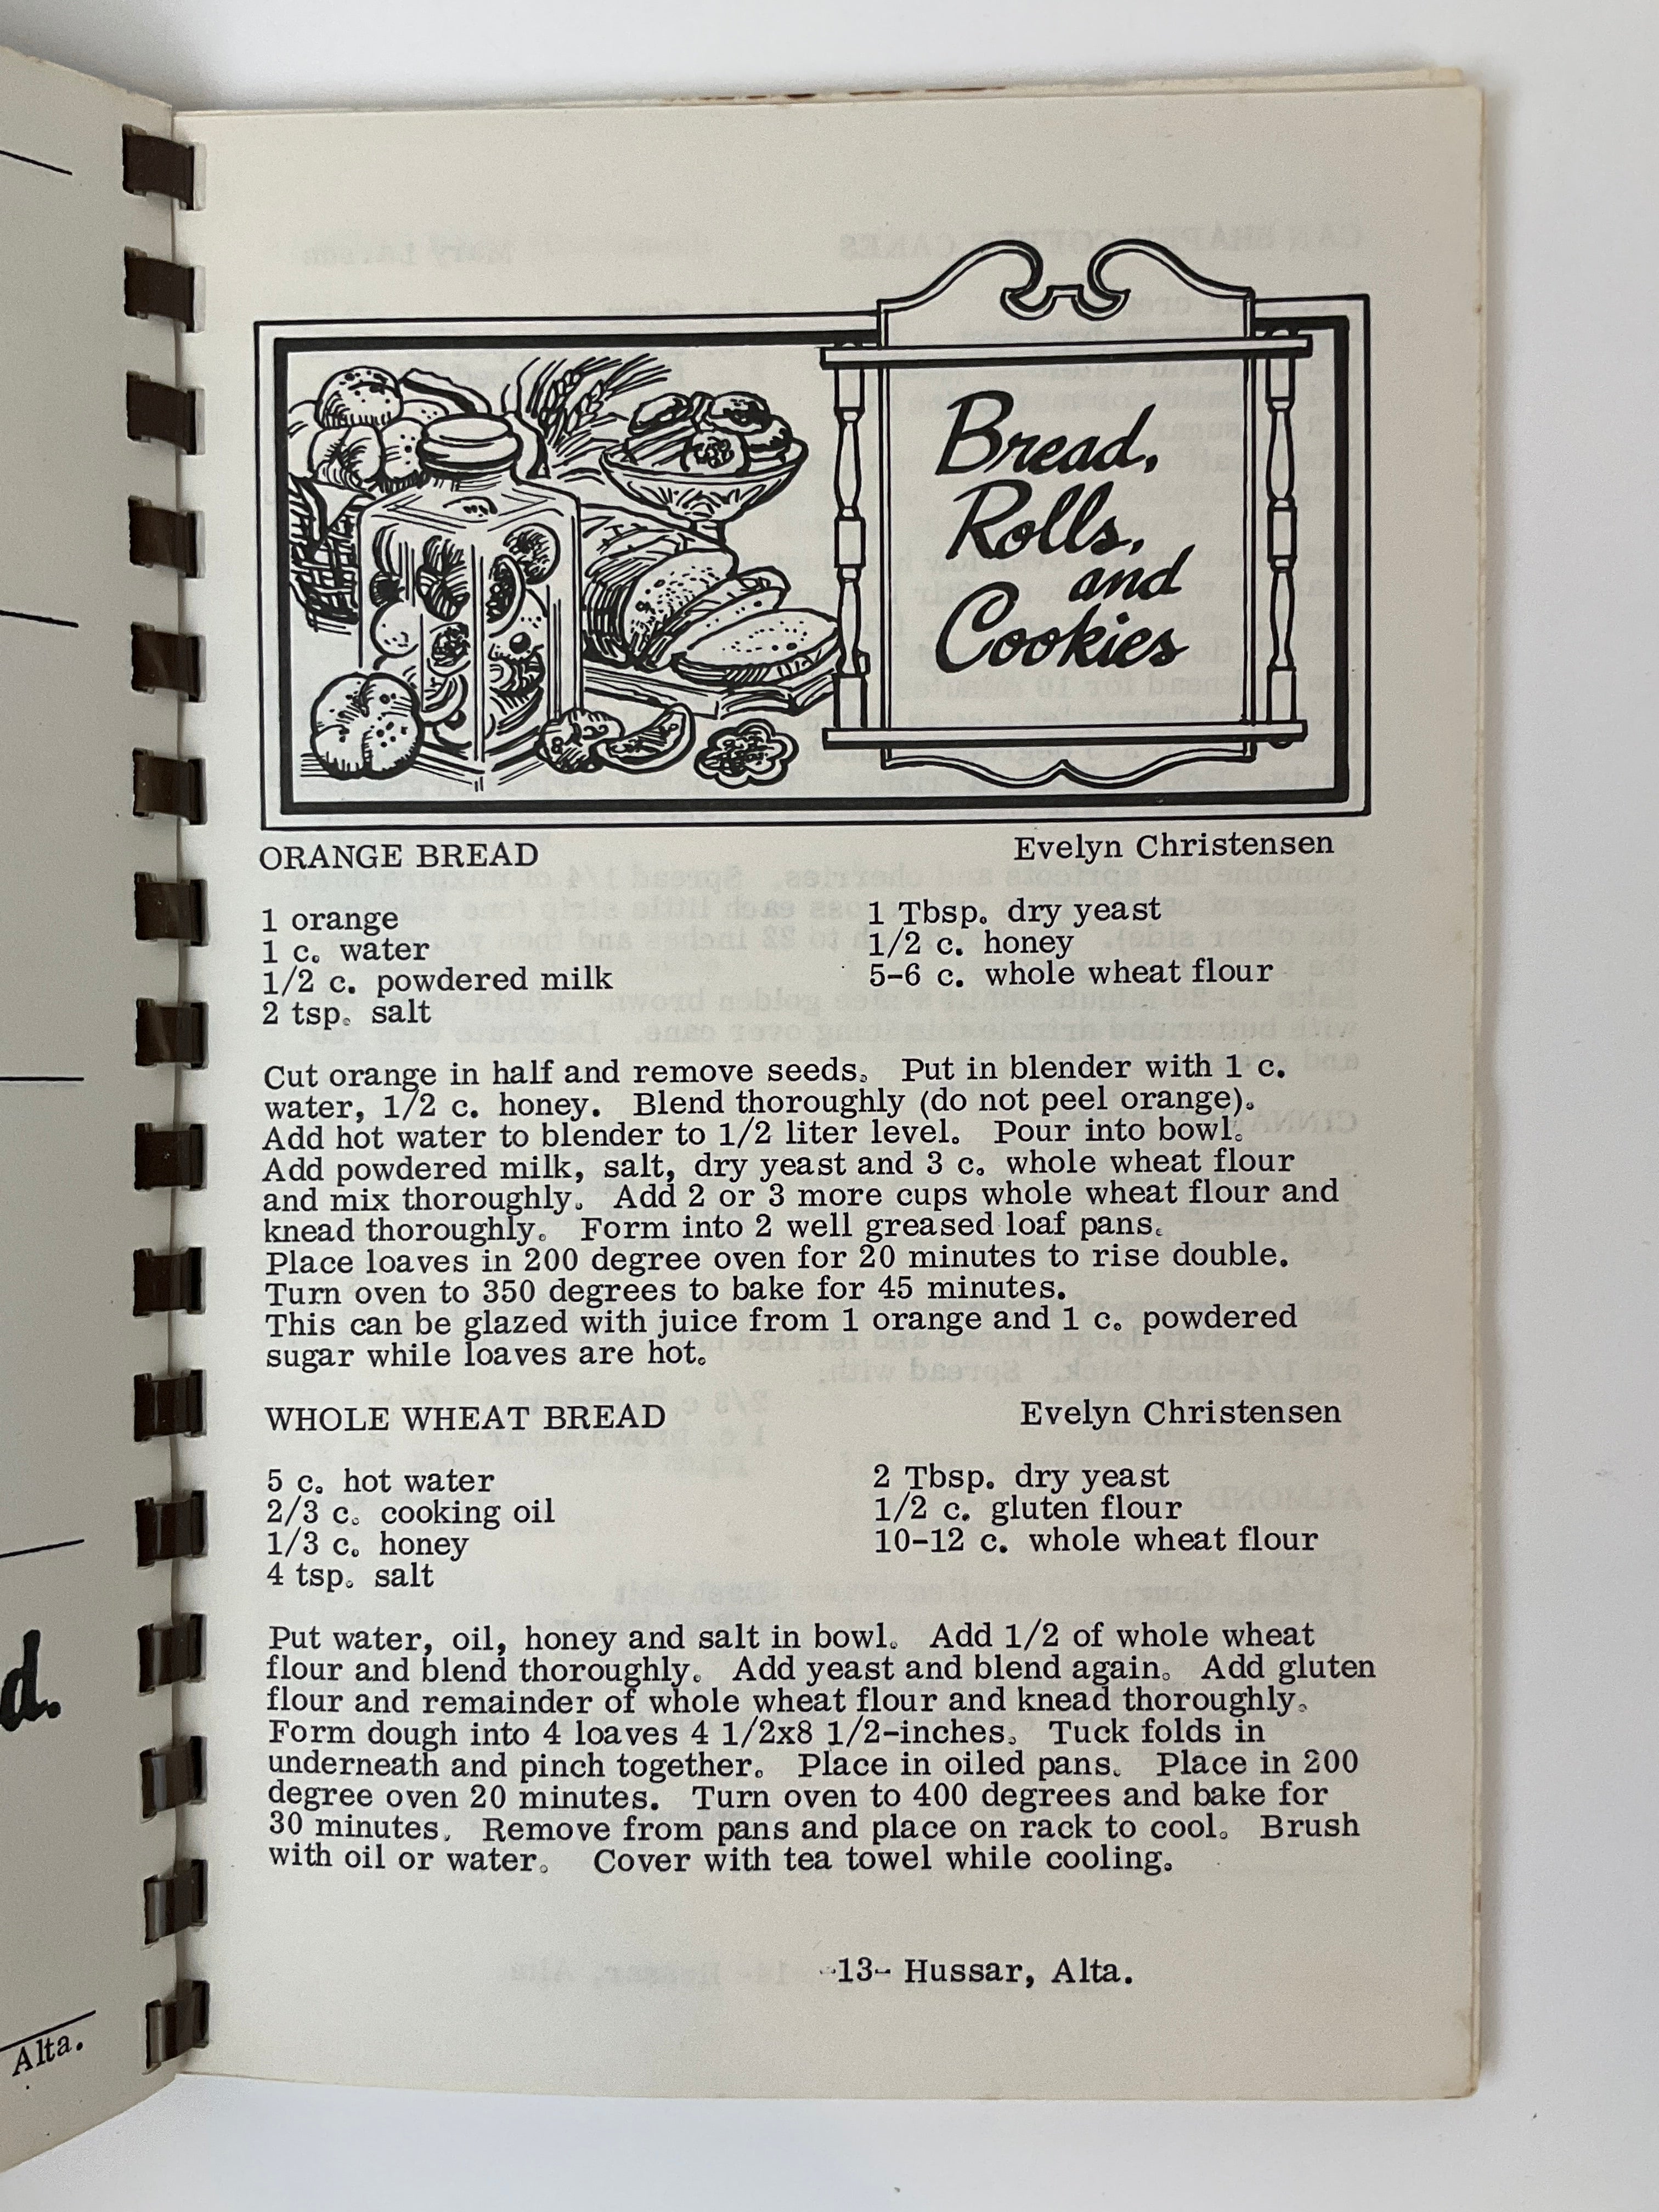 Bread,
Rolls,
and
Cookies
ORANGE BREAD Evelyn Christensen
1 orange 1 Tbsp. dry yeast
1 c. water 1/2 c. honey
1/2 c. powdered milk 5-6 c. whole wheat flour
2 tsp. salt
Cut orange in half and remove seeds. Put in blender with 1 c.
water, 1/2 c. honey. Blend thoroughly (do not peel orange).
Add hot water to blender to 1/2 liter level. Pour into bowl.
Add powdered milk, salt, dry yeast and 3 c. whole wheat flour
and mix thoroughly. Add 2 or 3 more cups whole wheat flour and
knead thoroughly. Form into 2 well greased loaf pans.
Place loaves in 200 degree oven for 20 minutes to rise double.
Turn oven to 350 degrees to bake for 45 minutes.
This can be glazed with juice from 1 orange and 1 c. powdered
sugar while loaves are hot.
WHOLE WHEAT BREAD Evelyn Christensen
5 c. hot water 2 Tbsp. dry yeast
2/3 c. cooking oil 1/2 c. gluten flour
1/3 c. honey 10-12 c. whole wheat flour
4 tsp. salt
Put water, oil, honey and salt in bowl. Add 1/2 of whole wheat
flour and blend thoroughly. Add yeast and blend again. Add gluten
flour and remainder of whole wheat flour and knead thoroughly.
Form dough into 4 loaves 4 1/2x8 1/2-inches. Tuck folds in
underneath and pinch together. Place in oiled pans. Place in 200
degree oven 20 minutes. Turn oven to 400 degrees and bake for
30 minutes. Remove from pans and place on rack to cool. Brush
with oil or water. Cover with tea towel while cooling.
-13- Hussar, Alta.
d.
Alta.